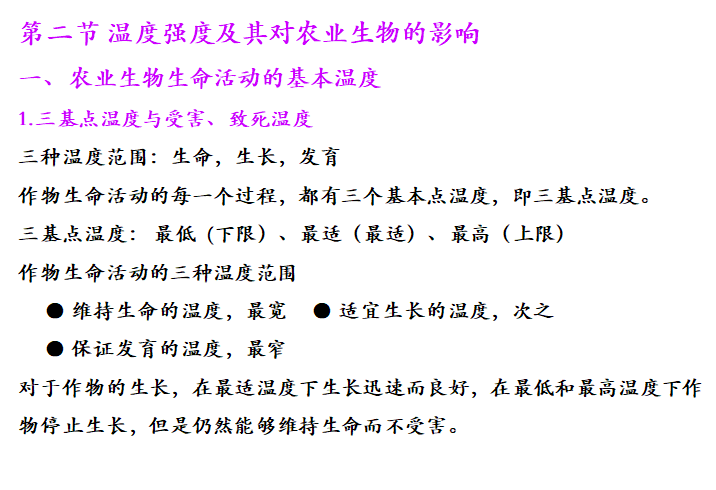 第二节 温度强度及其对农业生物的影响
一、农业生物生命活动的基本温度
1.三基点温度与受害、致死温度
三种温度范围：生命，生长，发育
作物生命活动的每一个过程，都有三个基本点温度，即三基点温度。
三基点温度： 最低（下限）、最适（最适）、最高（上限）
作物生命活动的三种温度范围
● 维持生命的温度，最宽 ● 适宜生长的温度，次之
● 保证发育的温度，最窄
对于作物的生长，在最适温度下生长迅速而良好，在最低和最高温度下作
物停止生长，但是仍然能够维持生命而不受害。